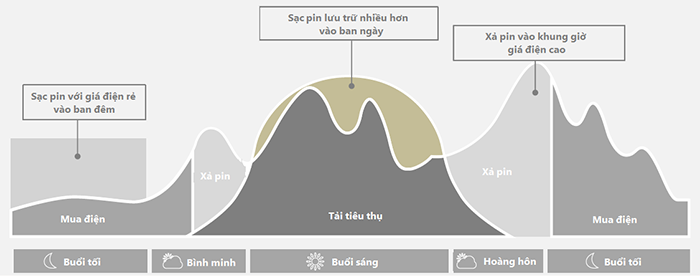 Sạc pin lưu trữ nhiều hơn
vào ban ngày
Xả pin vào khung giờ
giá điện cao
Sạc pin với giá điện rẻ
vào ban đêm
Xả pin
Xả pin
Mua điện
Tải tiêu thụ
Mua điện
Buổi tối
Bình minh
Buổi sáng
Hoàng hôn
Buổi tối